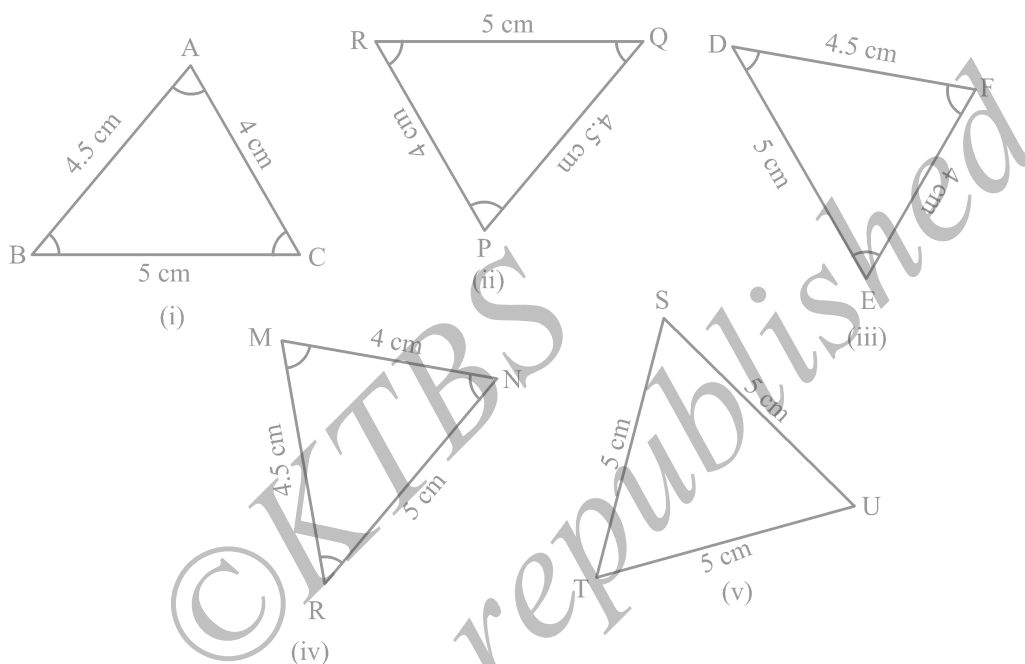 A
4.5 cm
4 cm
B
C
5 cm
(i)
5 cm
R
Q
4 cm
4.5 cm
P
(ii)
D
4.5 cm
F
5 cm
4 cm
E
(iii)
M
4 cm
N
4.5 cm
5 cm
R
(iv)
S
5 cm
5 cm
U
T
5 cm
(v)
©KTBS
republished